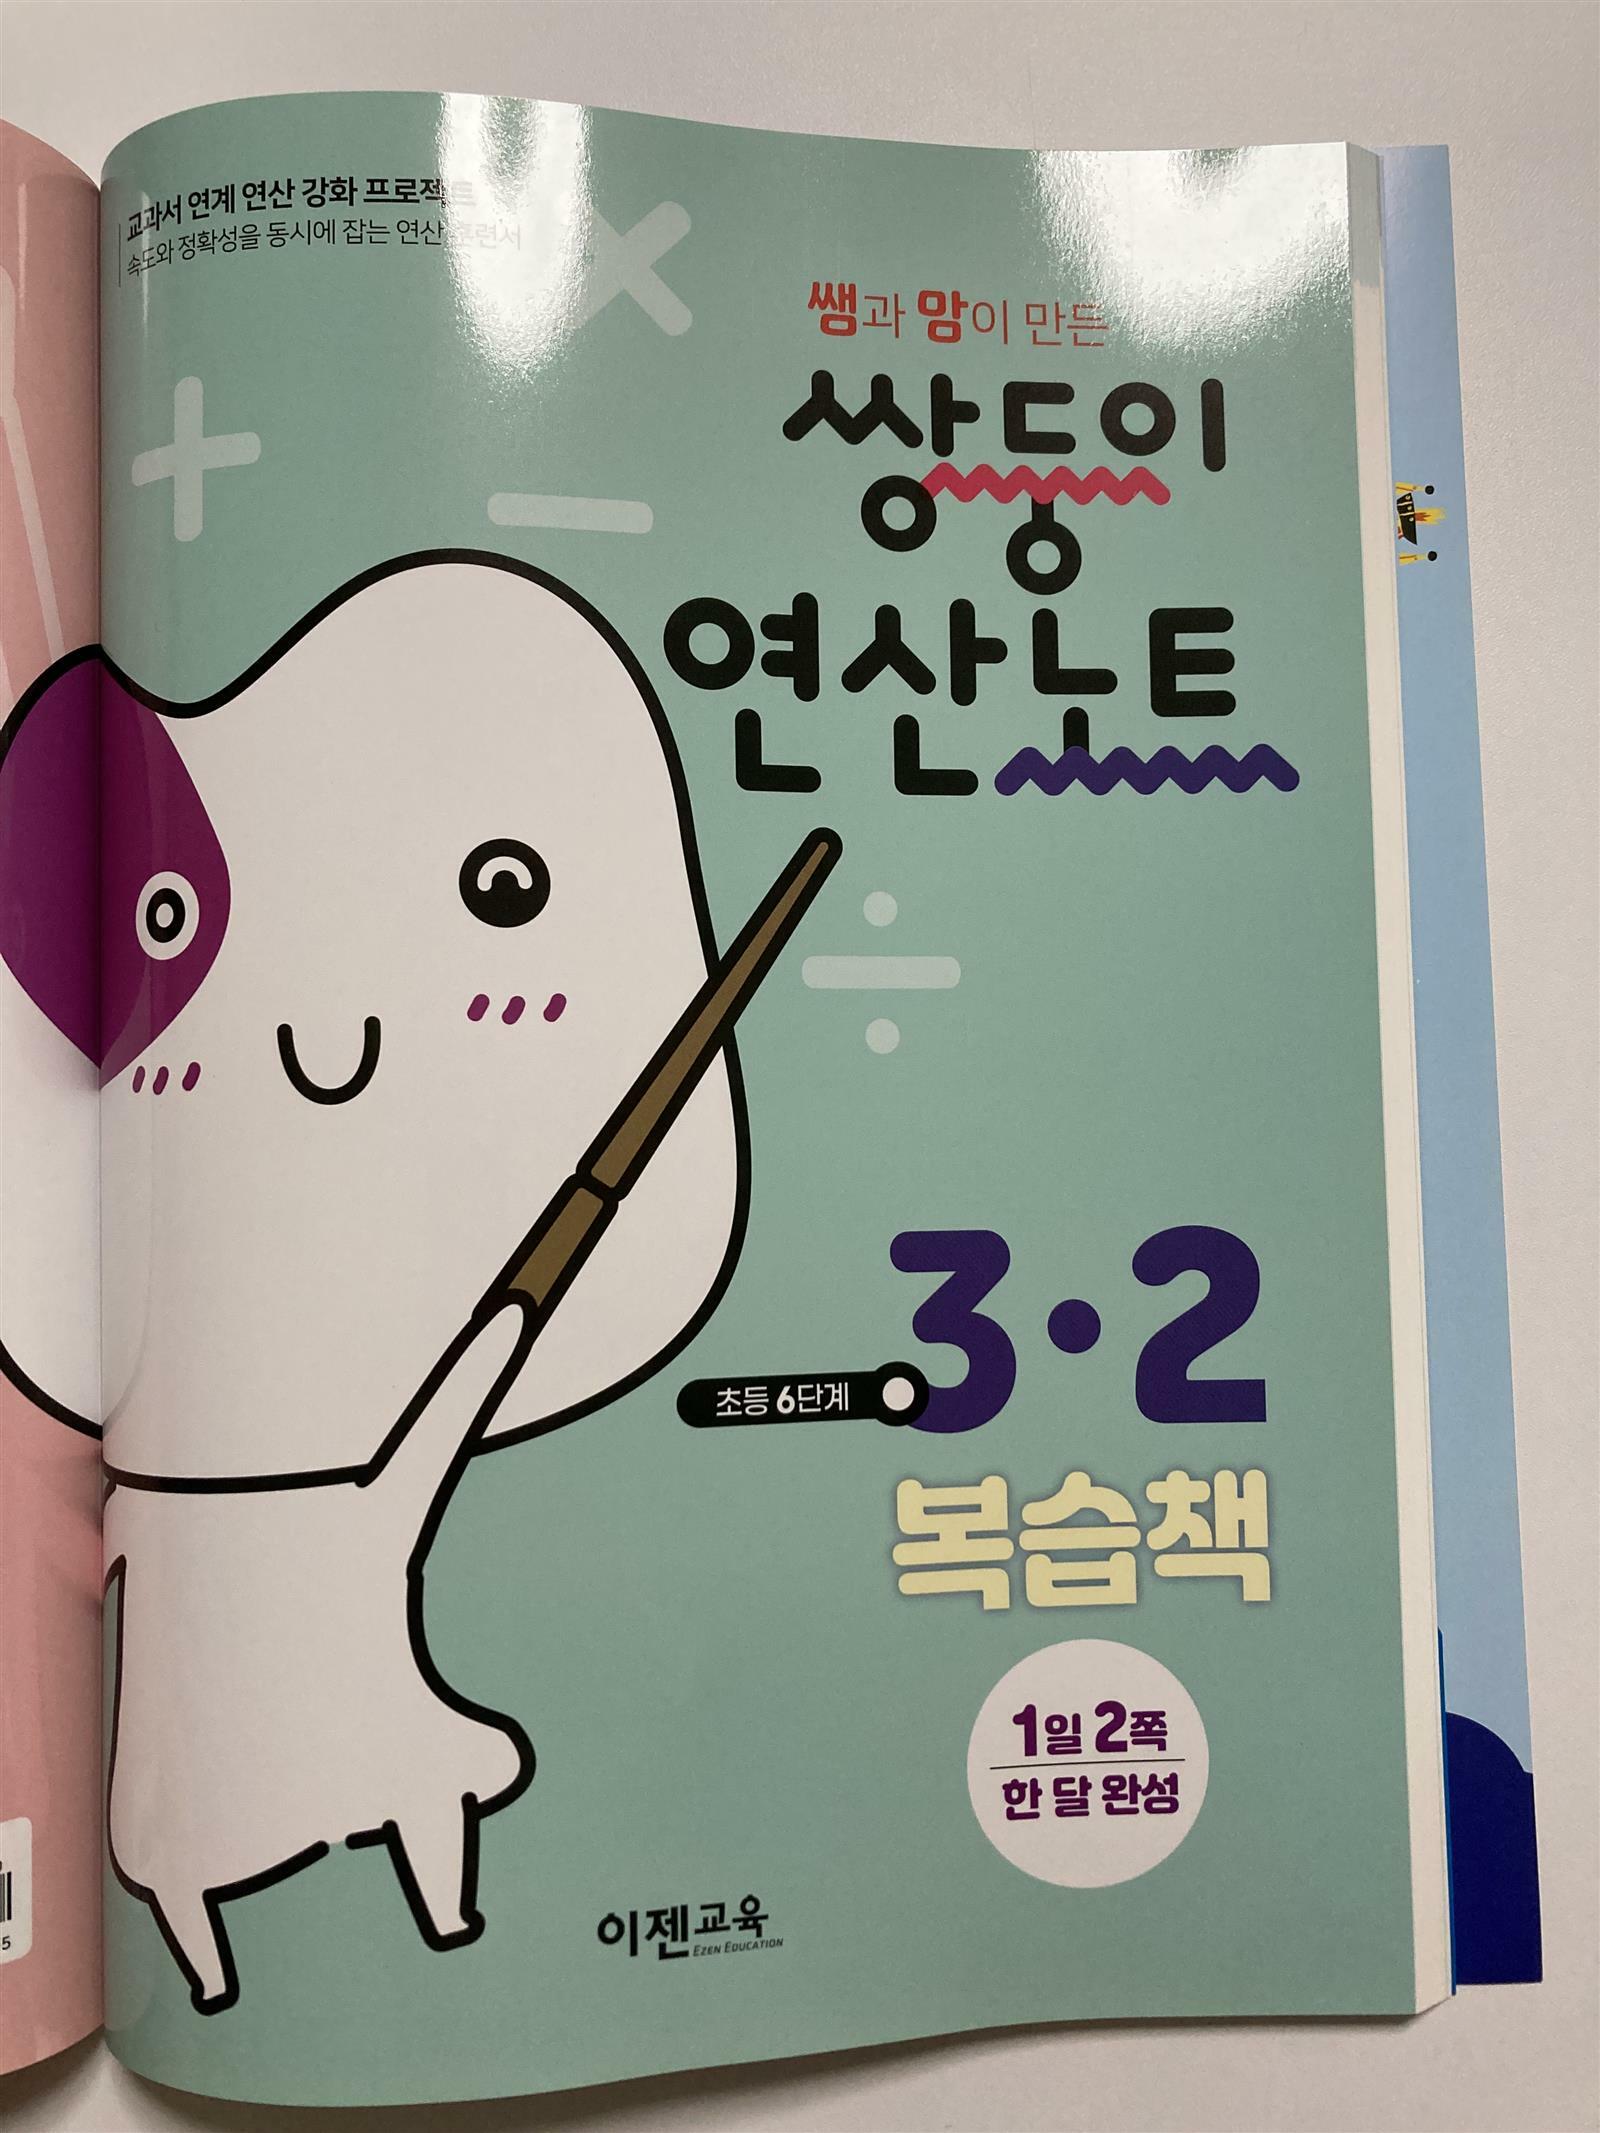 교과서 연계 연산 강화 프로젝트
속도와 정확성을 동시에 잡는 연산 훈련서
쌩과 맘이 만든
쌍둥이
연산노트
3·2
초등 6단계
복습책
1일 2쪽
한 달 완성
이젠교육
EZEN EDUCATION